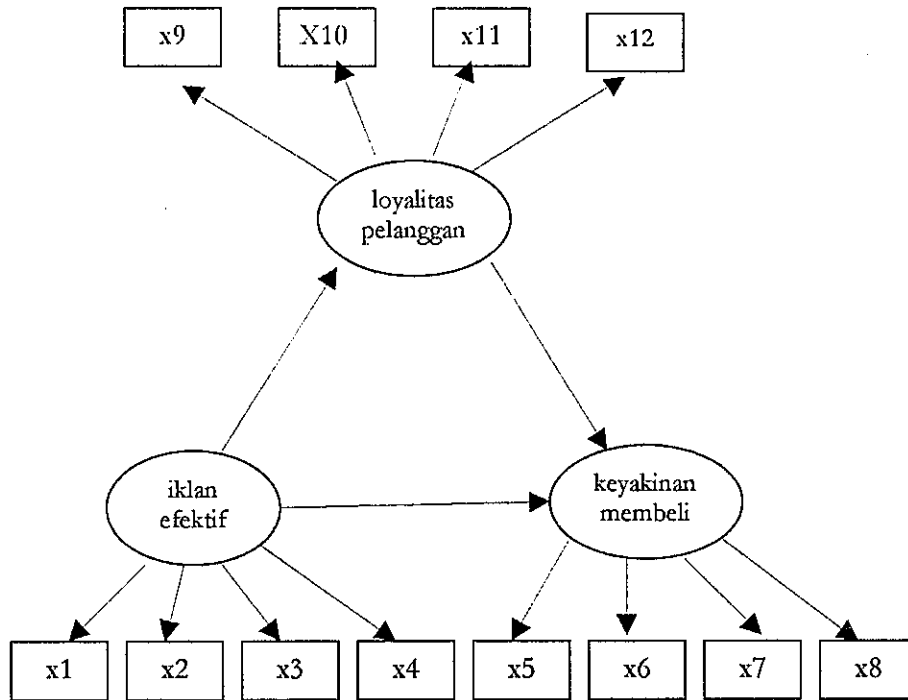 x9 X10 x11 x12
loyalitas
pelanggan
iklan
efektif
keyakinan
membeli
x1 x2 x3 x4 x5 x6 x7 x8